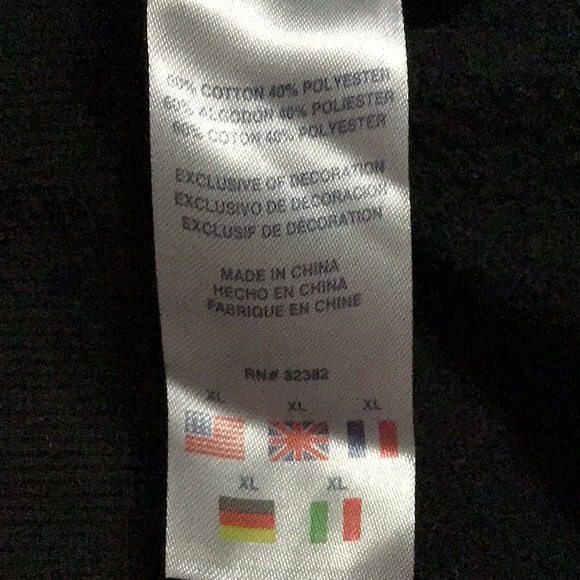 60% COTTON 40% POLYESTER
60% ALGODON 40% POLIESTER
60% COTON 40% POLYESTER
EXCLUSIVE OF DECORATION
EXCLUSIVO DE DECORACION
EXCLUSIF DE DECORATION
MADE IN CHINA
HECHO EN CHINA
FABRIQUE EN CHINE
RN# 82382
XL XL XL
XL XL